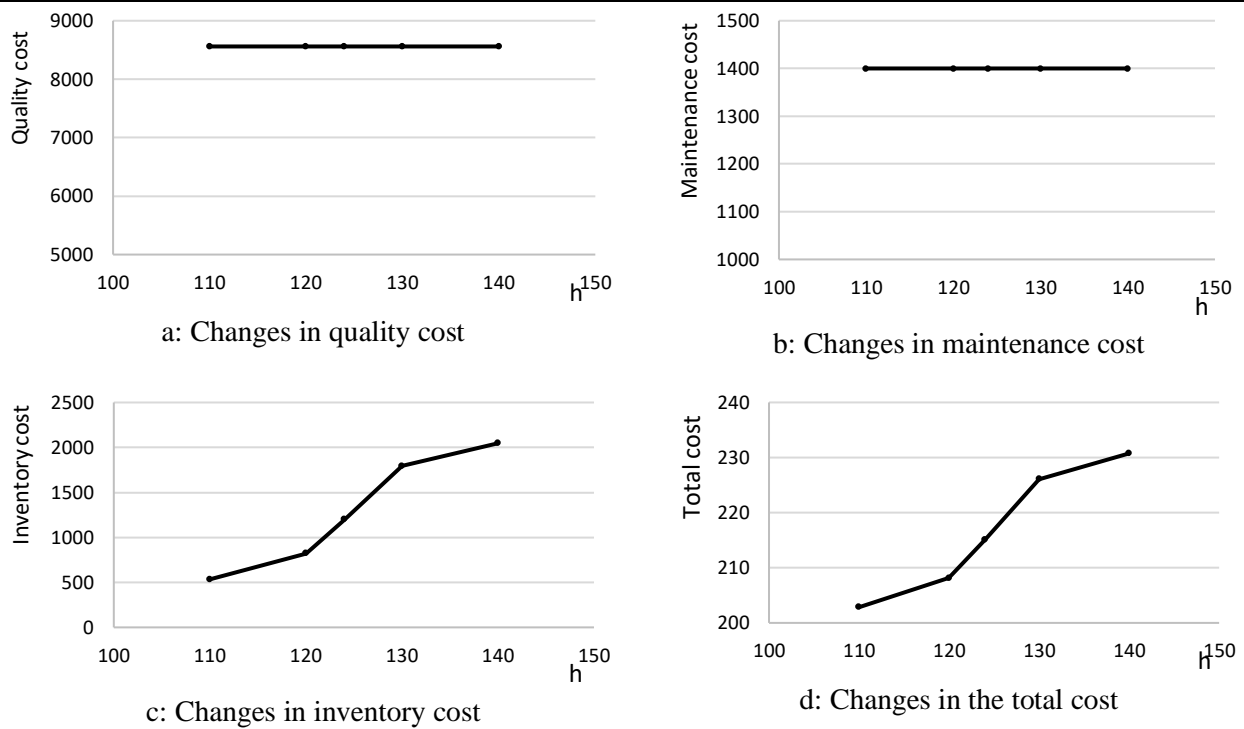 Quality cost
9000
8000
7000
6000
5000
100 110 120 130 140 150
h
a: Changes in quality cost
Maintenance cost
1500
1400
1300
1200
1100
1000
100 110 120 130 140 150
h
b: Changes in maintenance cost
Inventory cost
2500
2000
1500
1000
500
0
100 110 120 130 140 150
h
c: Changes in inventory cost
Total cost
240
230
220
210
200
100 110 120 130 140 150
h
d: Changes in the total cost